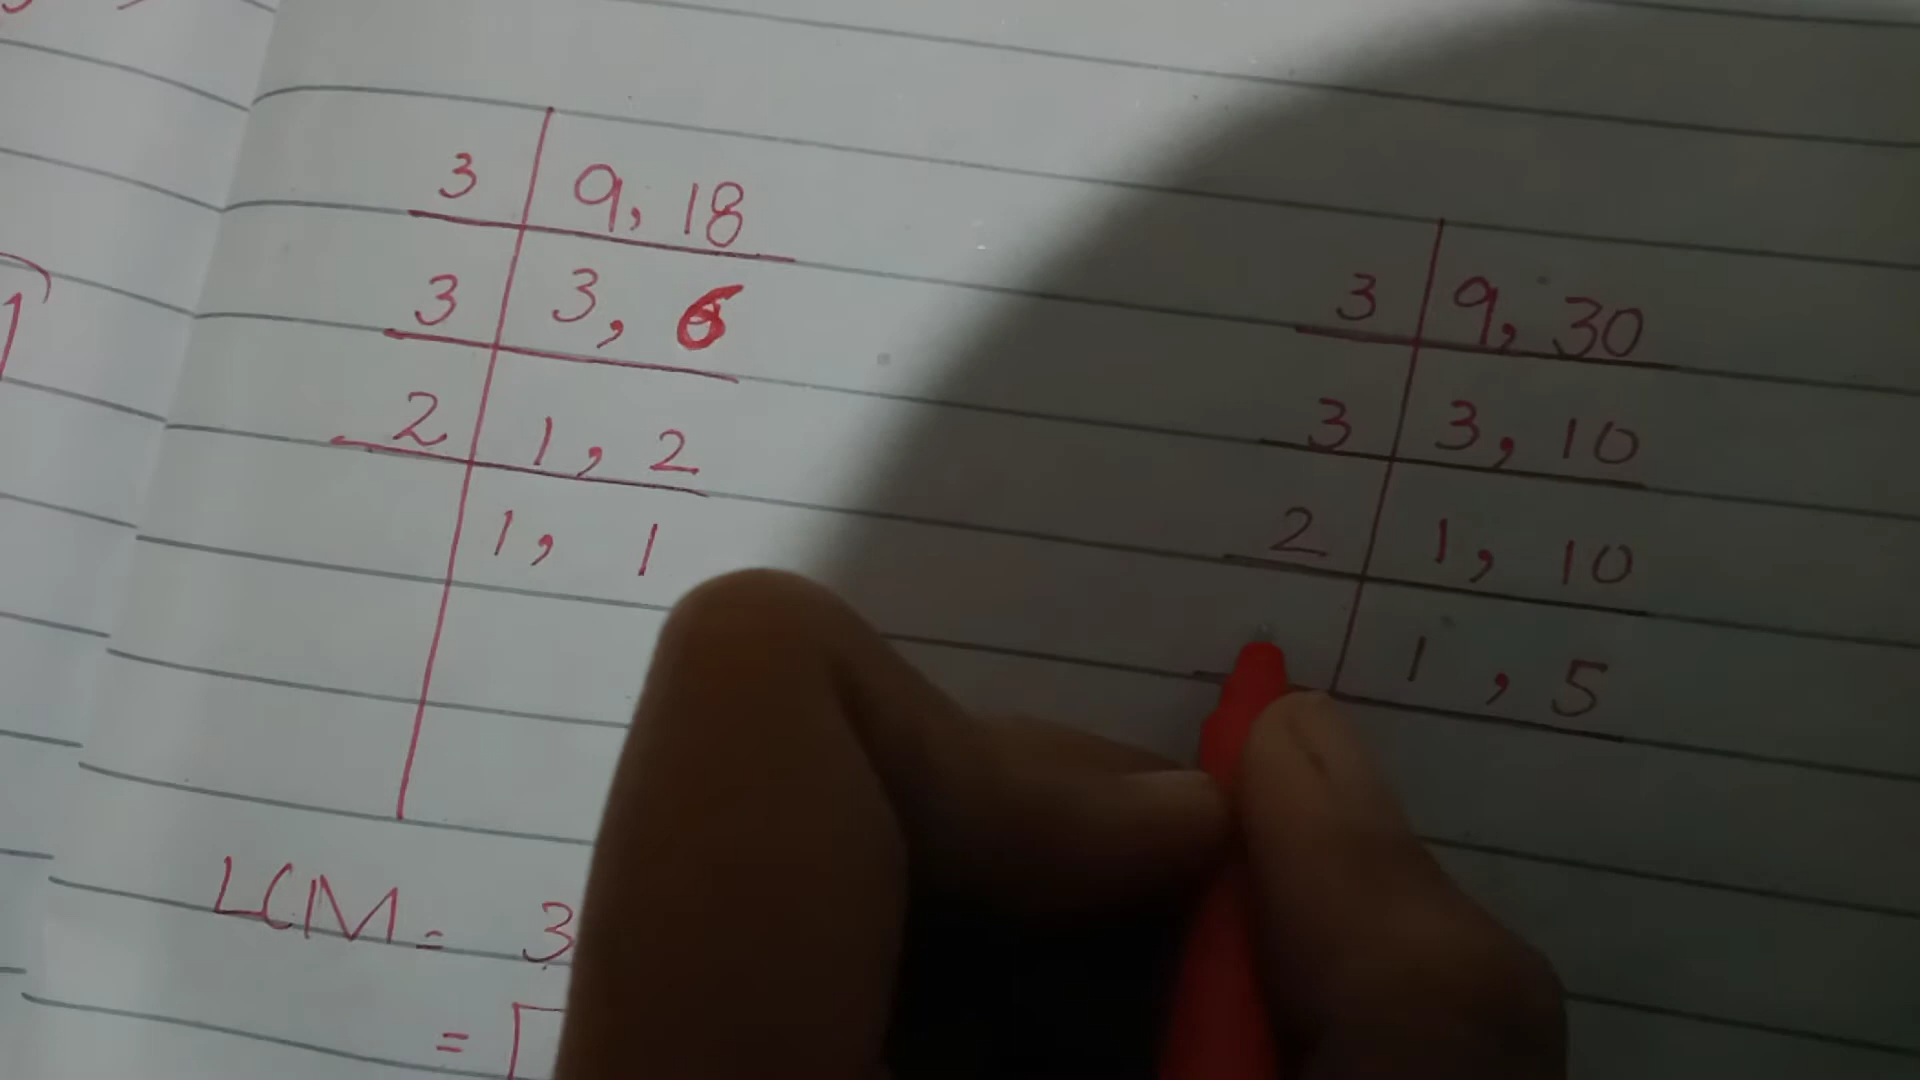 3 | 9, 18
3 | 3, 6
2 | 1, 2
1, 1
LCM = 3
=
3 | 9, 30
3 | 3, 10
2 | 1, 10
1, 5